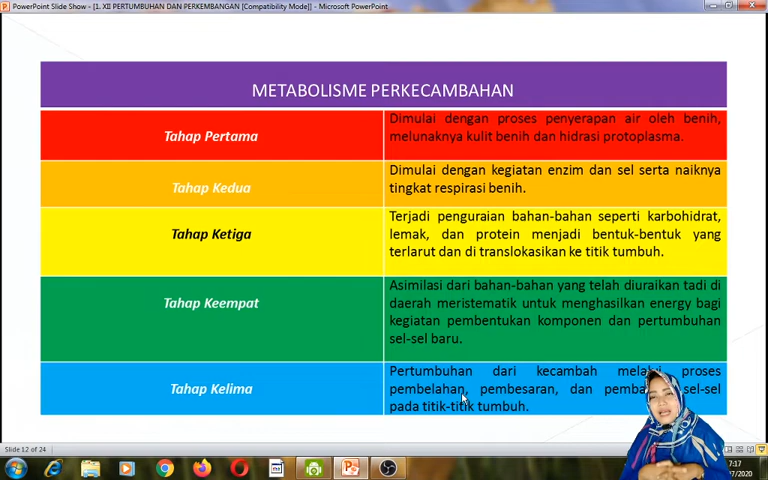 PowerPoint Slide Show - [1. XII PERTUMBUHAN DAN PERKEMBANGAN [Compatibility Mode]] - Microsoft PowerPoint
METABOLISME PERKECAMBAHAN
Tahap Pertama
Dimulai dengan proses penyerapan air oleh benih,
melunaknya kulit benih dan hidrasi protoplasma.
Tahap Kedua
Dimulai dengan kegiatan enzim dan sel serta naiknya
tingkat respirasi benih.
Tahap Ketiga
Terjadi penguraian bahan-bahan seperti karbohidrat,
lemak, dan protein menjadi bentuk-bentuk yang
terlarut dan di translokasikan ke titik tumbuh.
Tahap Keempat
Asimilasi dari bahan-bahan yang telah diuraikan tadi di
daerah meristematik untuk menghasilkan energy bagi
kegiatan pembentukan komponen dan pertumbuhan
sel-sel baru.
Tahap Kelima
Pertumbuhan dari kecambah melalui proses
pembelahan, pembesaran, dan sel-sel
pada titik-titik tumbuh.
Slide 12 of 24
7:17
/2020